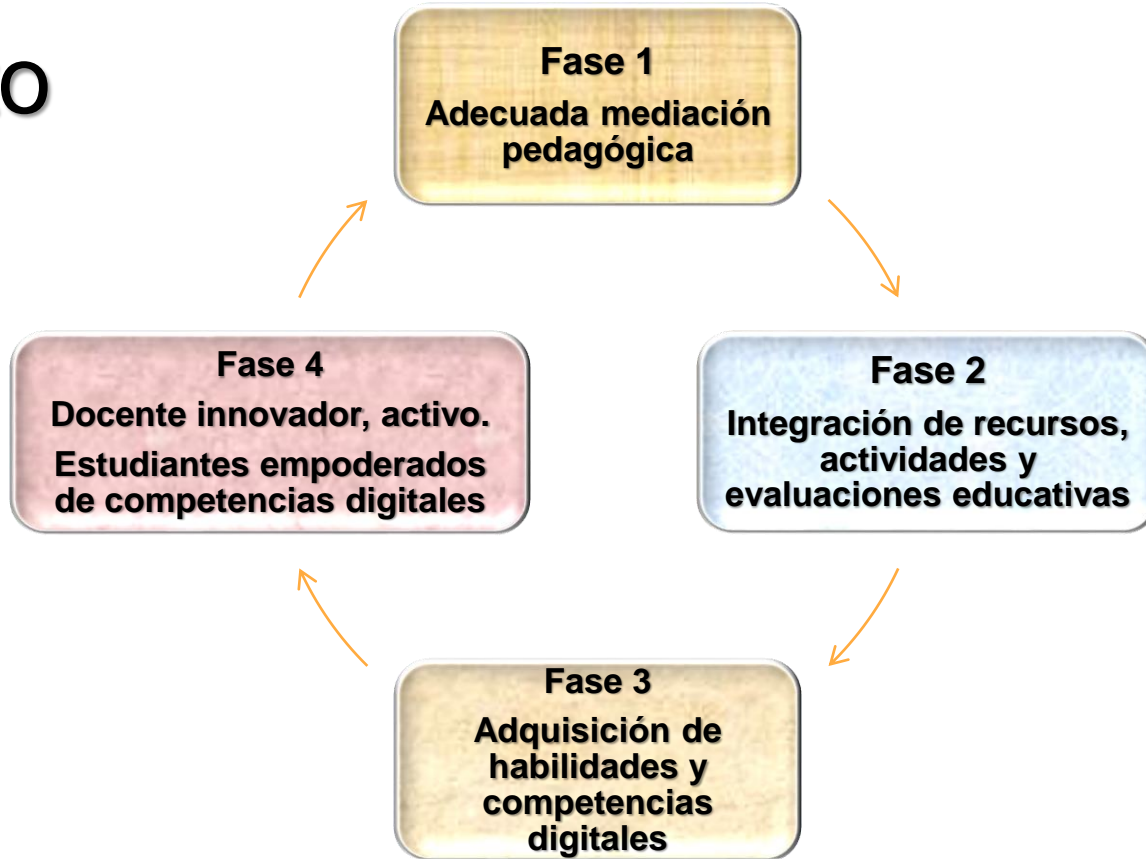 Fase 1
Adecuada mediación
pedagógica
Fase 4
Docente innovador, activo.
Estudiantes empoderados
de competencias digitales
Fase 2
Integración de recursos,
actividades y
evaluaciones educativas
Fase 3
Adquisición de
habilidades y
competencias
digitales